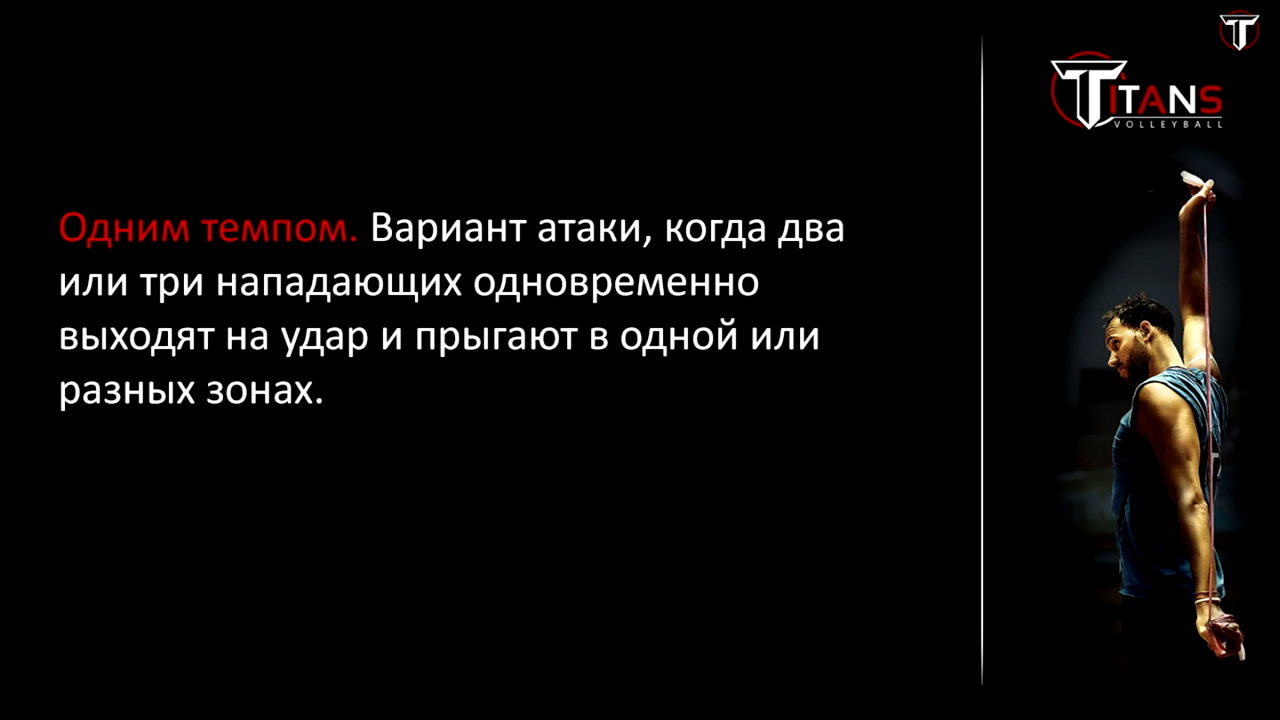 Одним темпом. Вариант атаки, когда два
или три нападающих одновременно
выходят на удар и прыгают в одной или
разных зонах.
TITANS
VOLLEYBALL